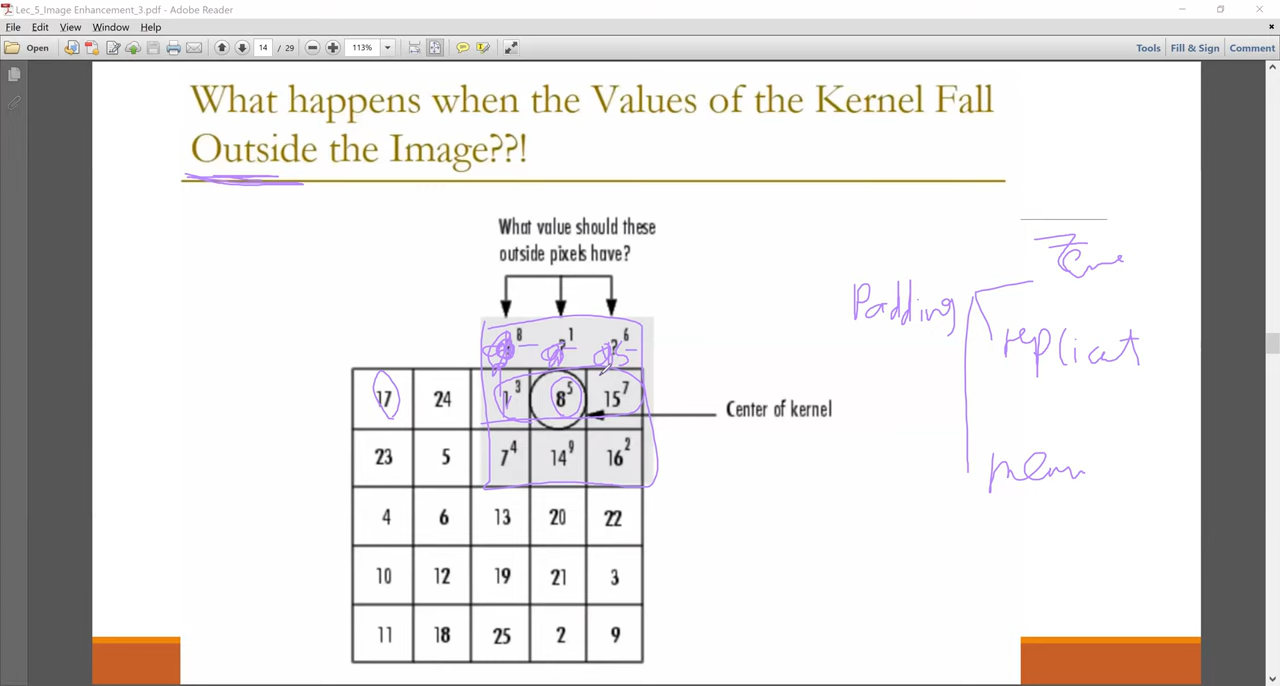 Lec_5_Image Enhancement_3.pdf - Adobe Reader
File Edit View Window Help
Open 14 / 29 113% Tools Fill & Sign Comment
What happens when the Values of the Kernel Fall
Outside the Image??!
What value should these
outside pixels have?
Padding
replicat
8 ? 1 ? 6
17 24 1 3 8 5 15 7
Center of kernel
23 5 7 4 14 9 16 2
4 6 13 20 22
10 12 19 21 3
11 18 25 2 9